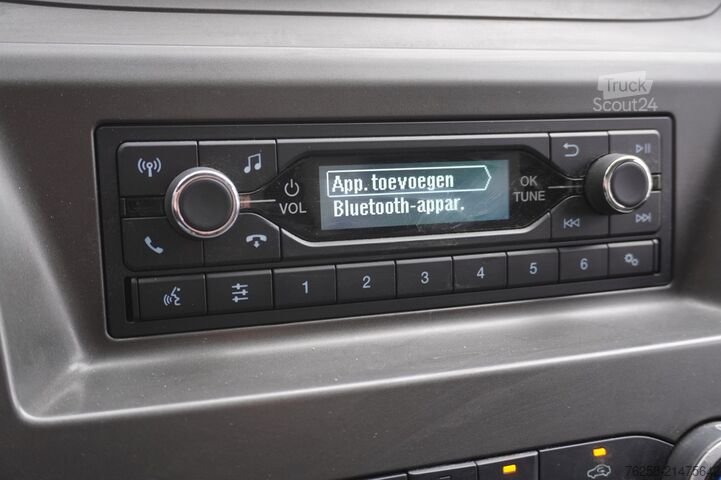 Truck
Scout24
App. toevoegen
Bluetooth-appar.
VOL
OK
TUNE
1 2 3 4 5 6